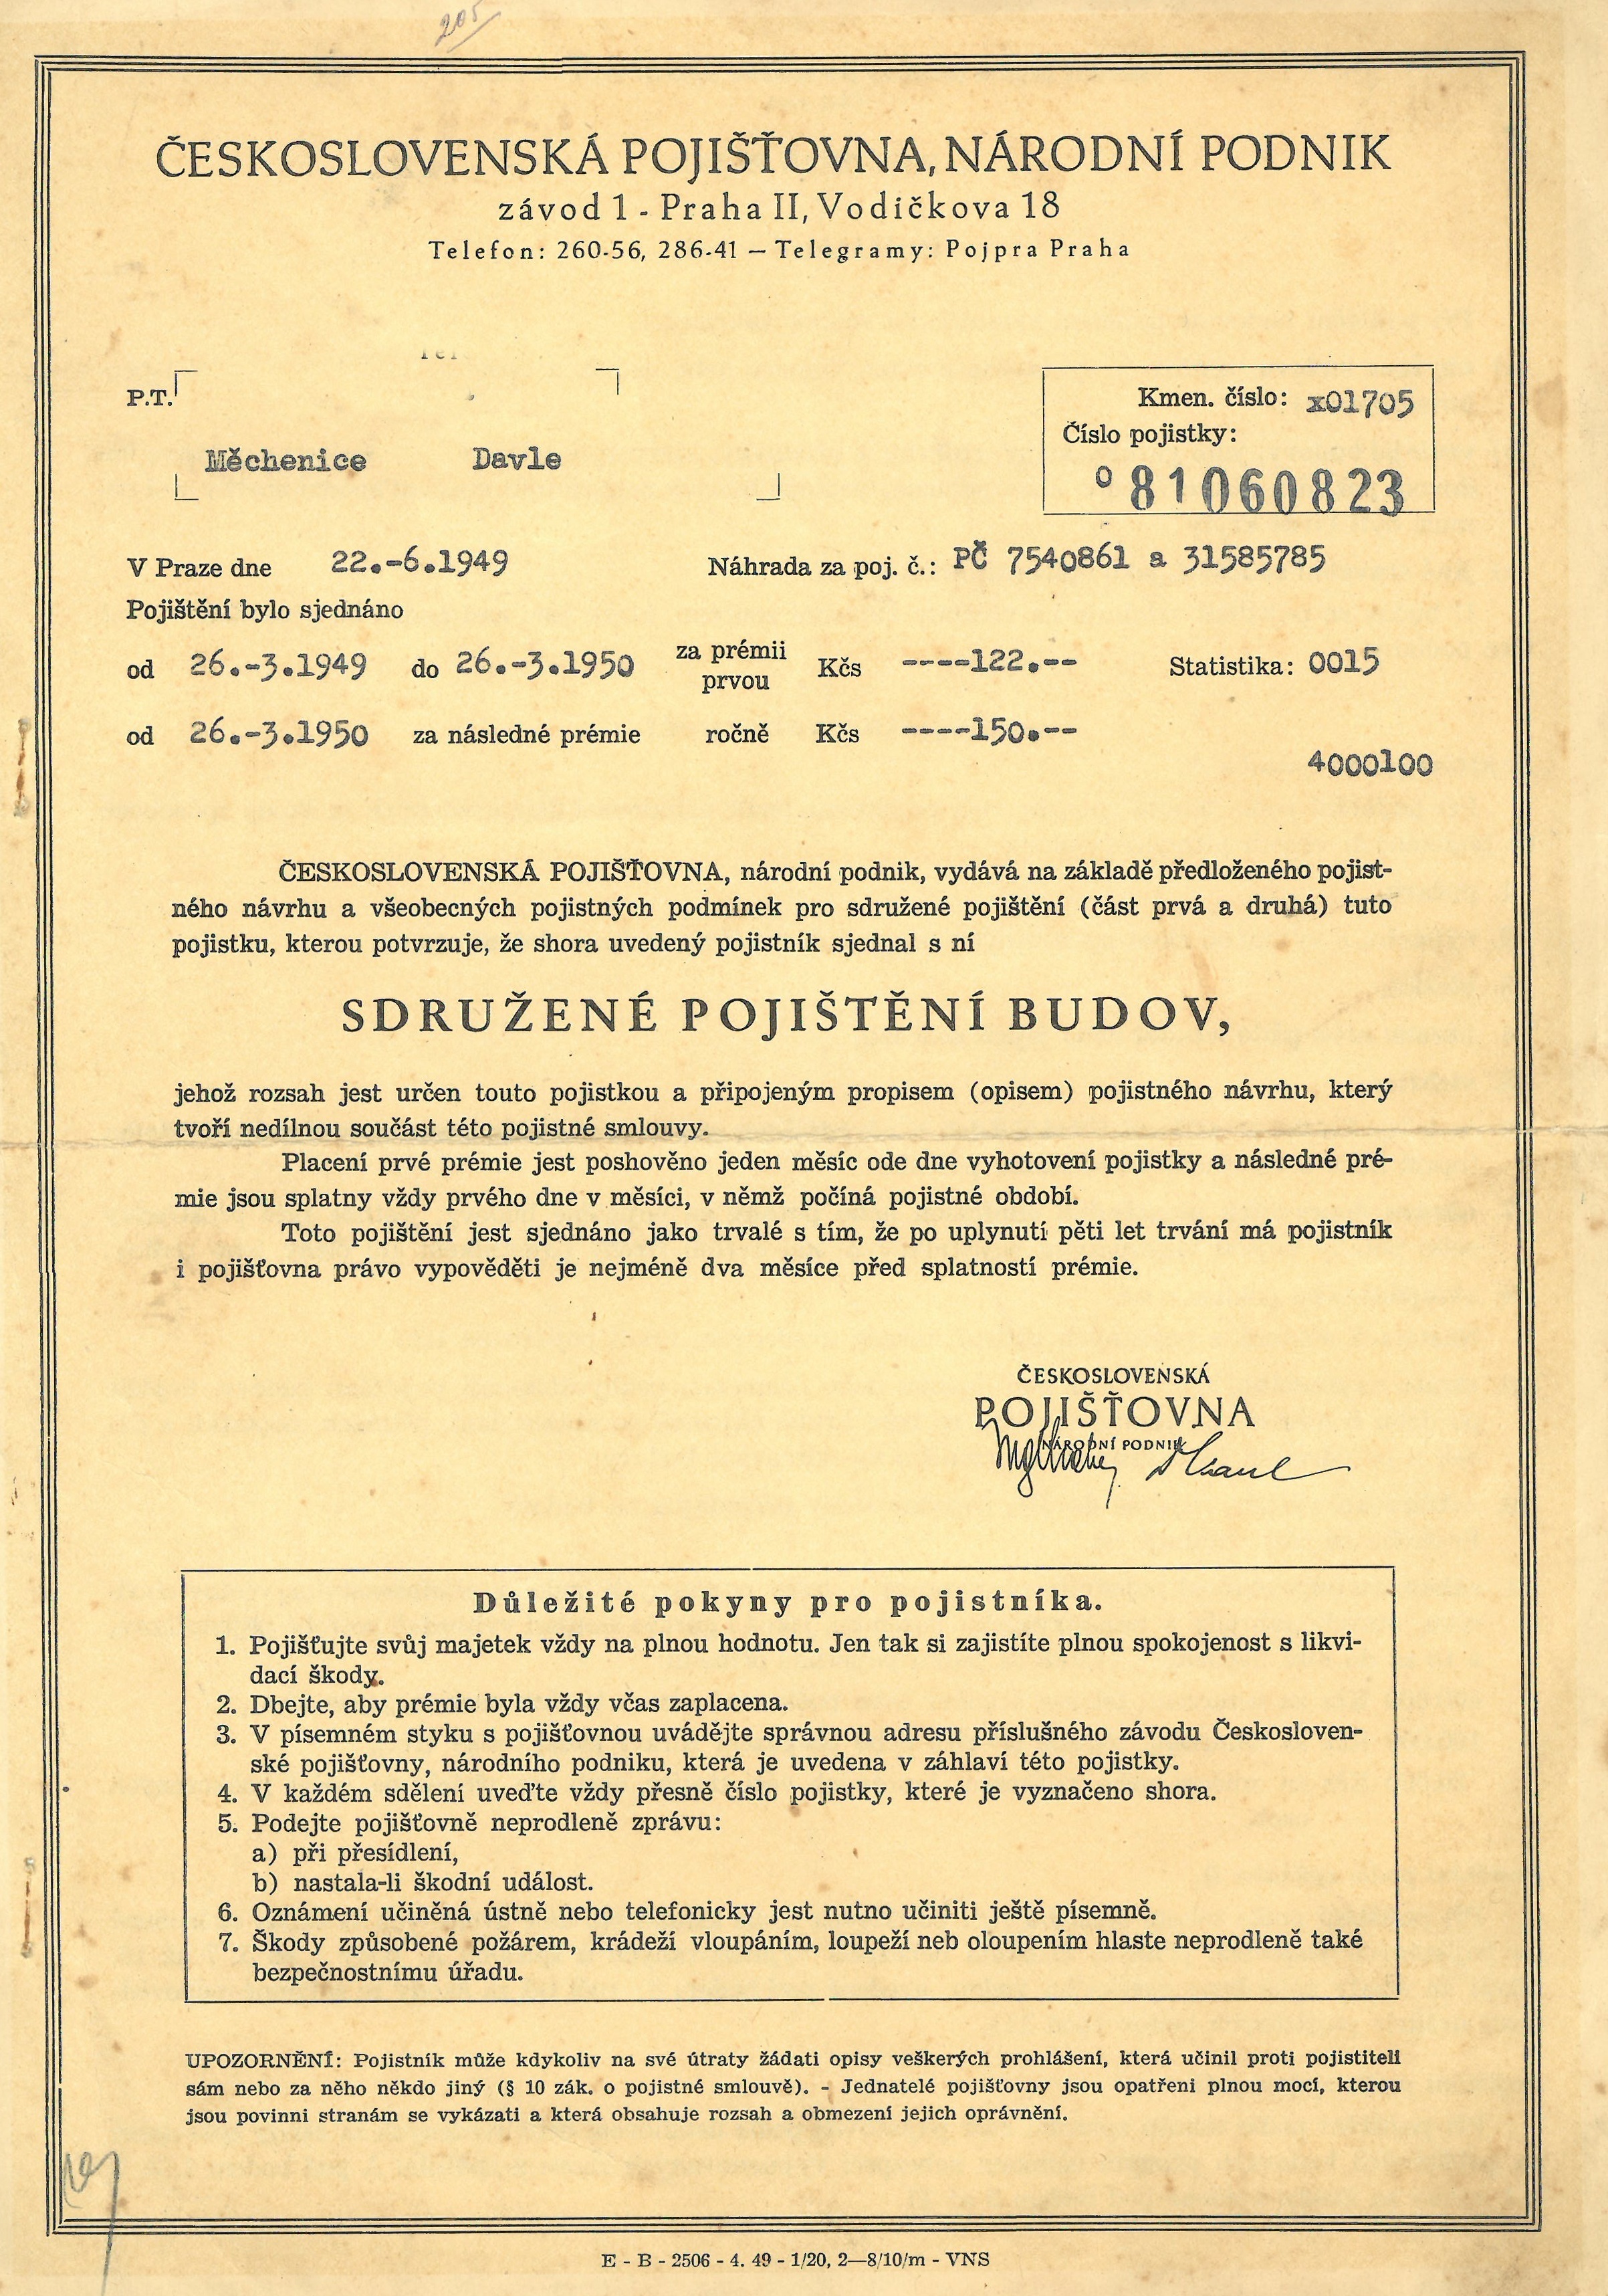 205
ČESKOSLOVENSKÁ POJIŠŤOVNA, NÁRODNÍ PODNIK
závod 1 - Praha II, Vodičkova 18
Telefon: 260-56, 286-41 — Telegramy: Pojpra Praha
P.T.
Kmen. číslo: x01705
Číslo pojistky:
Měchenice Davle
° 81060823
V Praze dne 22.-6.1949 Náhrada za poj. č.: PČ 7540861 a 31585785
Pojištění bylo sjednáno
od 26.-3.1949 do 26.-3.1950 za prémii prvou Kčs ----122.-- Statistika: 0015
od 26.-3.1950 za následné prémie ročně Kčs ----150.--
4000100
ČESKOSLOVENSKÁ POJIŠŤOVNA, národní podnik, vydává na základě předloženého pojist-
ného návrhu a všeobecných pojistných podmínek pro sdružené pojištění (část prvá a druhá) tuto
pojistku, kterou potvrzuje, že shora uvedený pojistník sjednal s ní
SDRUŽENÉ POJIŠTĚNÍ BUDOV,
jehož rozsah jest určen touto pojistkou a připojeným propisem (opisem) pojistného návrhu, který
tvoří nedílnou součást této pojistné smlouvy.
Placení prvé prémie jest poshověno jeden měsíc ode dne vyhotovení pojistky a následné pré-
mie jsou splatny vždy prvého dne v měsíci, v němž počíná pojistné období.
Toto pojištění jest sjednáno jako trvalé s tím, že po uplynutí pěti let trvání má pojistník
i pojišťovna právo vypověděti je nejméně dva měsíce před splatností prémie.
ČESKOSLOVENSKÁ
POJIŠŤOVNA
NÁRODNÍ PODNIK
Důležité pokyny pro pojistníka.
1. Pojišťujte svůj majetek vždy na plnou hodnotu. Jen tak si zajistíte plnou spokojenost s likvi-
dací škody.
2. Dbejte, aby prémie byla vždy včas zaplacena.
3. V písemném styku s pojišťovnou uvádějte správnou adresu příslušného závodu Českosloven-
ské pojišťovny, národního podniku, která je uvedena v záhlaví této pojistky.
4. V každém sdělení uveďte vždy přesně číslo pojistky, které je vyznačeno shora.
5. Podejte pojišťovně neprodleně zprávu:
a) při přesídlení,
b) nastala-li škodní událost.
6. Oznámení učiněná ústně nebo telefonicky jest nutno učiniti ještě písemně.
7. Škody způsobené požárem, krádeží vloupáním, loupeží neb oloupením hlaste neprodleně také
bezpečnostnímu úřadu.
UPOZORNĚNÍ: Pojistník může kdykoliv na své útraty žádati opisy veškerých prohlášení, která učinil proti pojistiteli
sám nebo za něho někdo jiný (§ 10 zák. o pojistné smlouvě). - Jednatelé pojišťovny jsou opatřeni plnou mocí, kterou
jsou povinni stranám se vykázati a která obsahuje rozsah a obmezení jejich oprávnění.
E - B - 2506 - 4. 49 - 1/20, 2—8/10/m - VNS